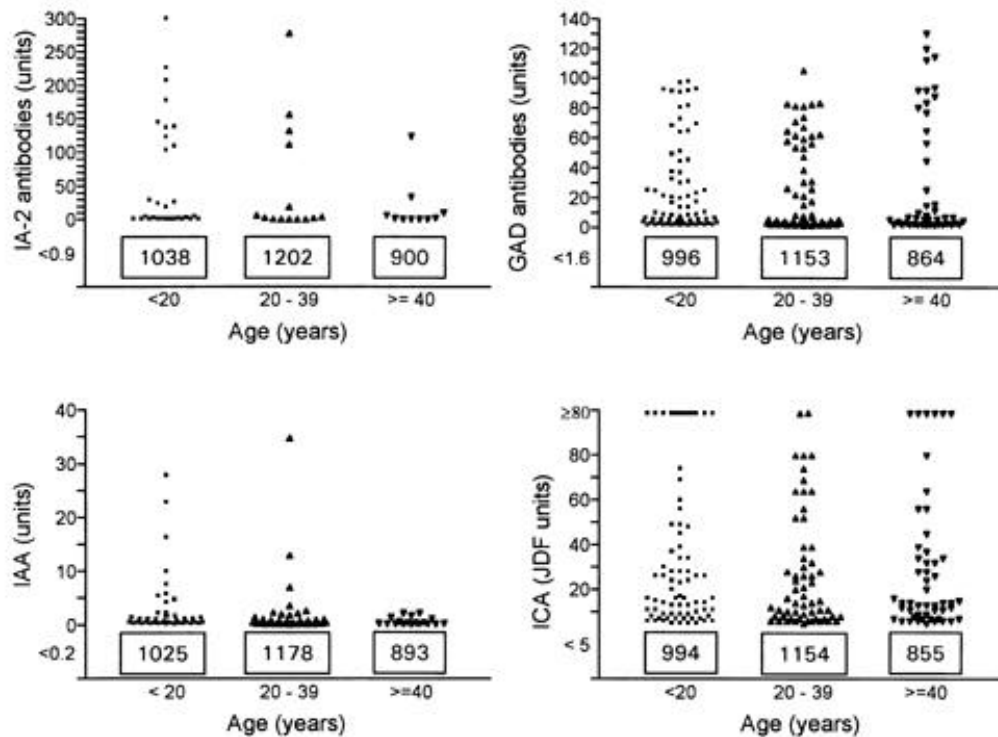 IA-2 antibodies (units)
300
250
200
150
100
50
0
<0.9
1038 1202 900
<20 20 - 39 >= 40
Age (years)
GAD antibodies (units)
140
120
100
80
60
40
20
0
<1.6
996 1153 864
<20 20 - 39 >= 40
Age (years)
IAA (units)
40
30
20
10
0
<0.2
1025 1178 893
< 20 20 - 39 >=40
Age (years)
ICA (JDF units)
≥80
80
60
40
20
< 5
994 1154 855
<20 20 - 39 >=40
Age (years)